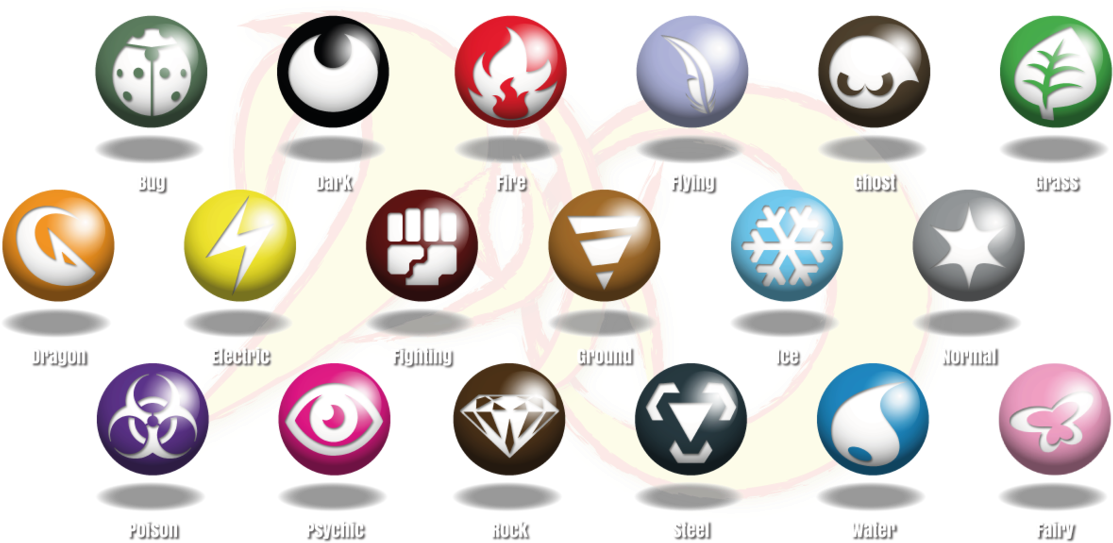 Bug Dark Fire Flying Ghost Grass
Dragon Electric Fighting Ground Ice Normal
Poison Psychic Rock Steel Water Fairy